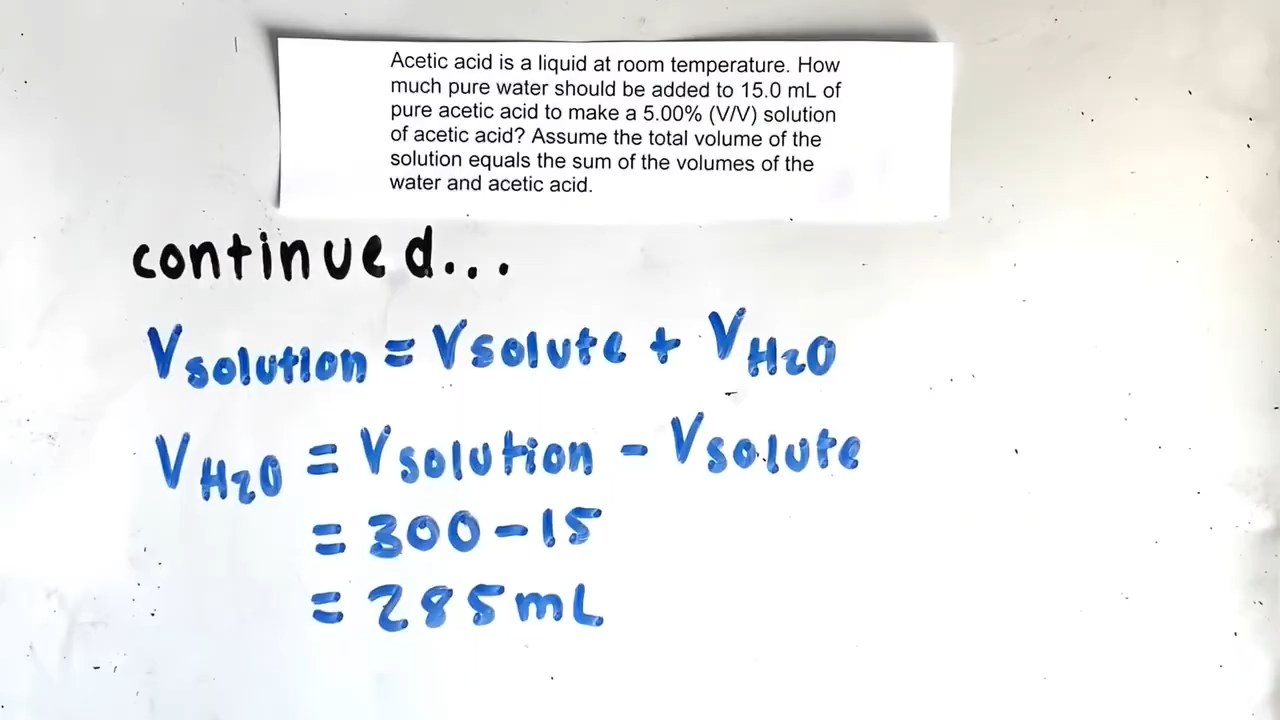 Acetic acid is a liquid at room temperature. How
much pure water should be added to 15.0 mL of
pure acetic acid to make a 5.00% (V/V) solution
of acetic acid? Assume the total volume of the
solution equals the sum of the volumes of the
water and acetic acid.
continued...
Vsolution = Vsolute + VH2O
VH2O = Vsolution - Vsolute
= 300 - 15
= 285 mL